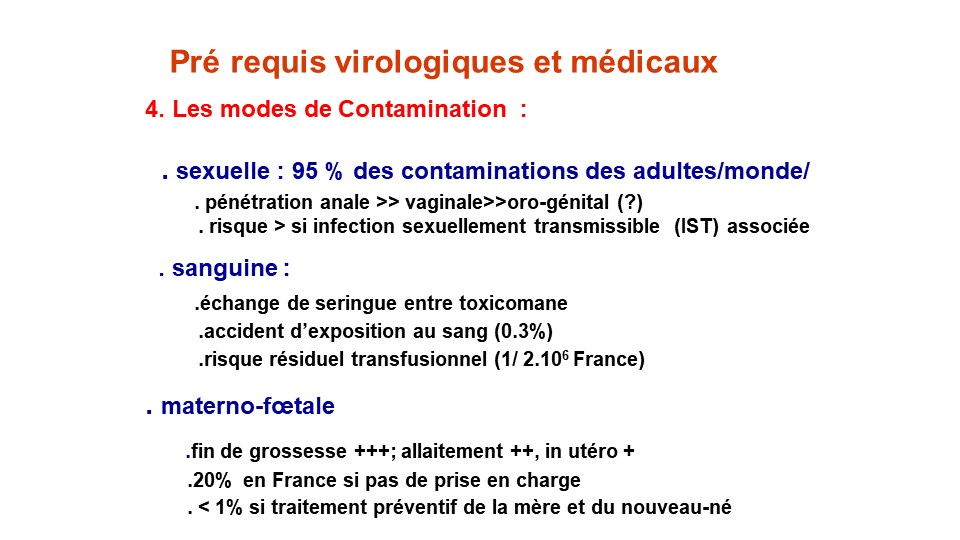 Pré requis virologiques et médicaux
4. Les modes de Contamination  :
. sexuelle : 95 % des contaminations des adultes/monde/
. pénétration anale >> vaginale>>oro-génital (?)
. risque > si infection sexuellement transmissible  (IST) associée
. sanguine :
.échange de seringue entre toxicomane
.accident d’exposition au sang (0.3%)
.risque résiduel transfusionnel (1/ 2.10⁶ France)
. materno-fœtale
.fin de grossesse +++; allaitement ++, in utéro +
.20%  en France si pas de prise en charge
. < 1% si traitement préventif de la mère et du nouveau-né